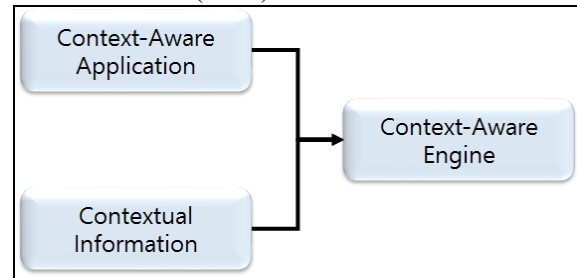 Context-Aware
Application
Context-Aware
Engine
Contextual
Information